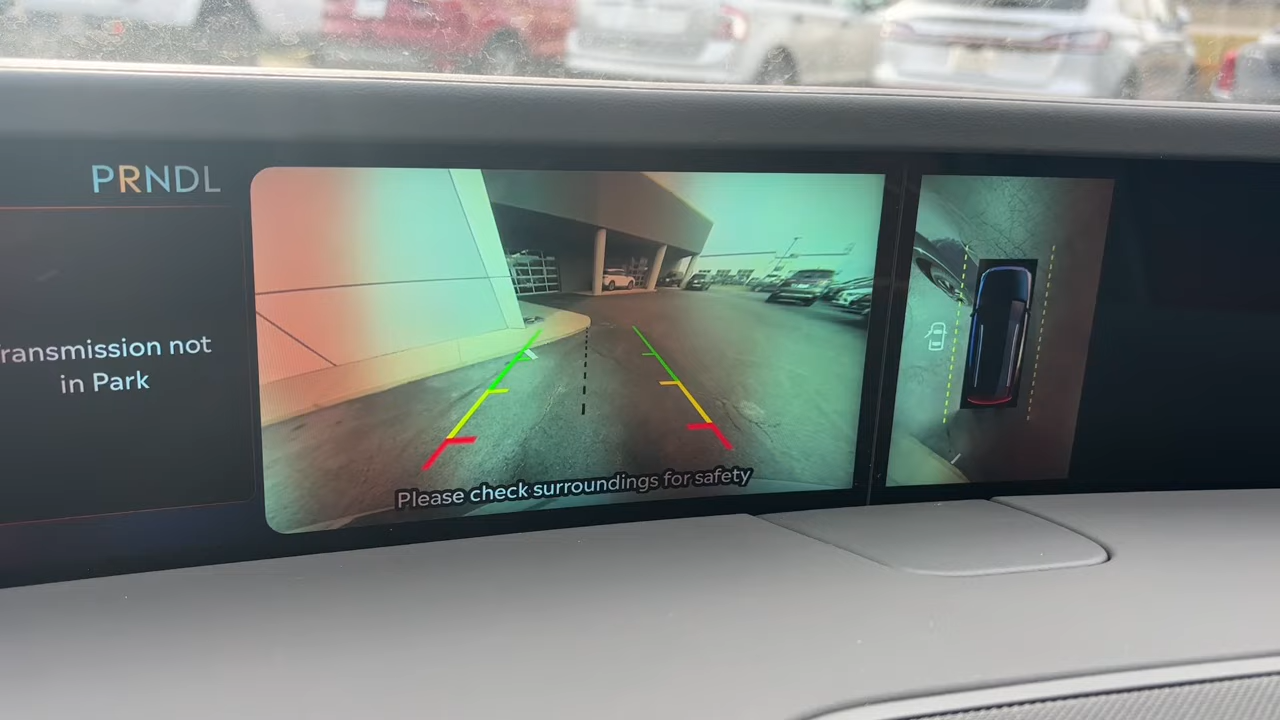 PRNDL
ransmission not
in Park
Please check surroundings for safety